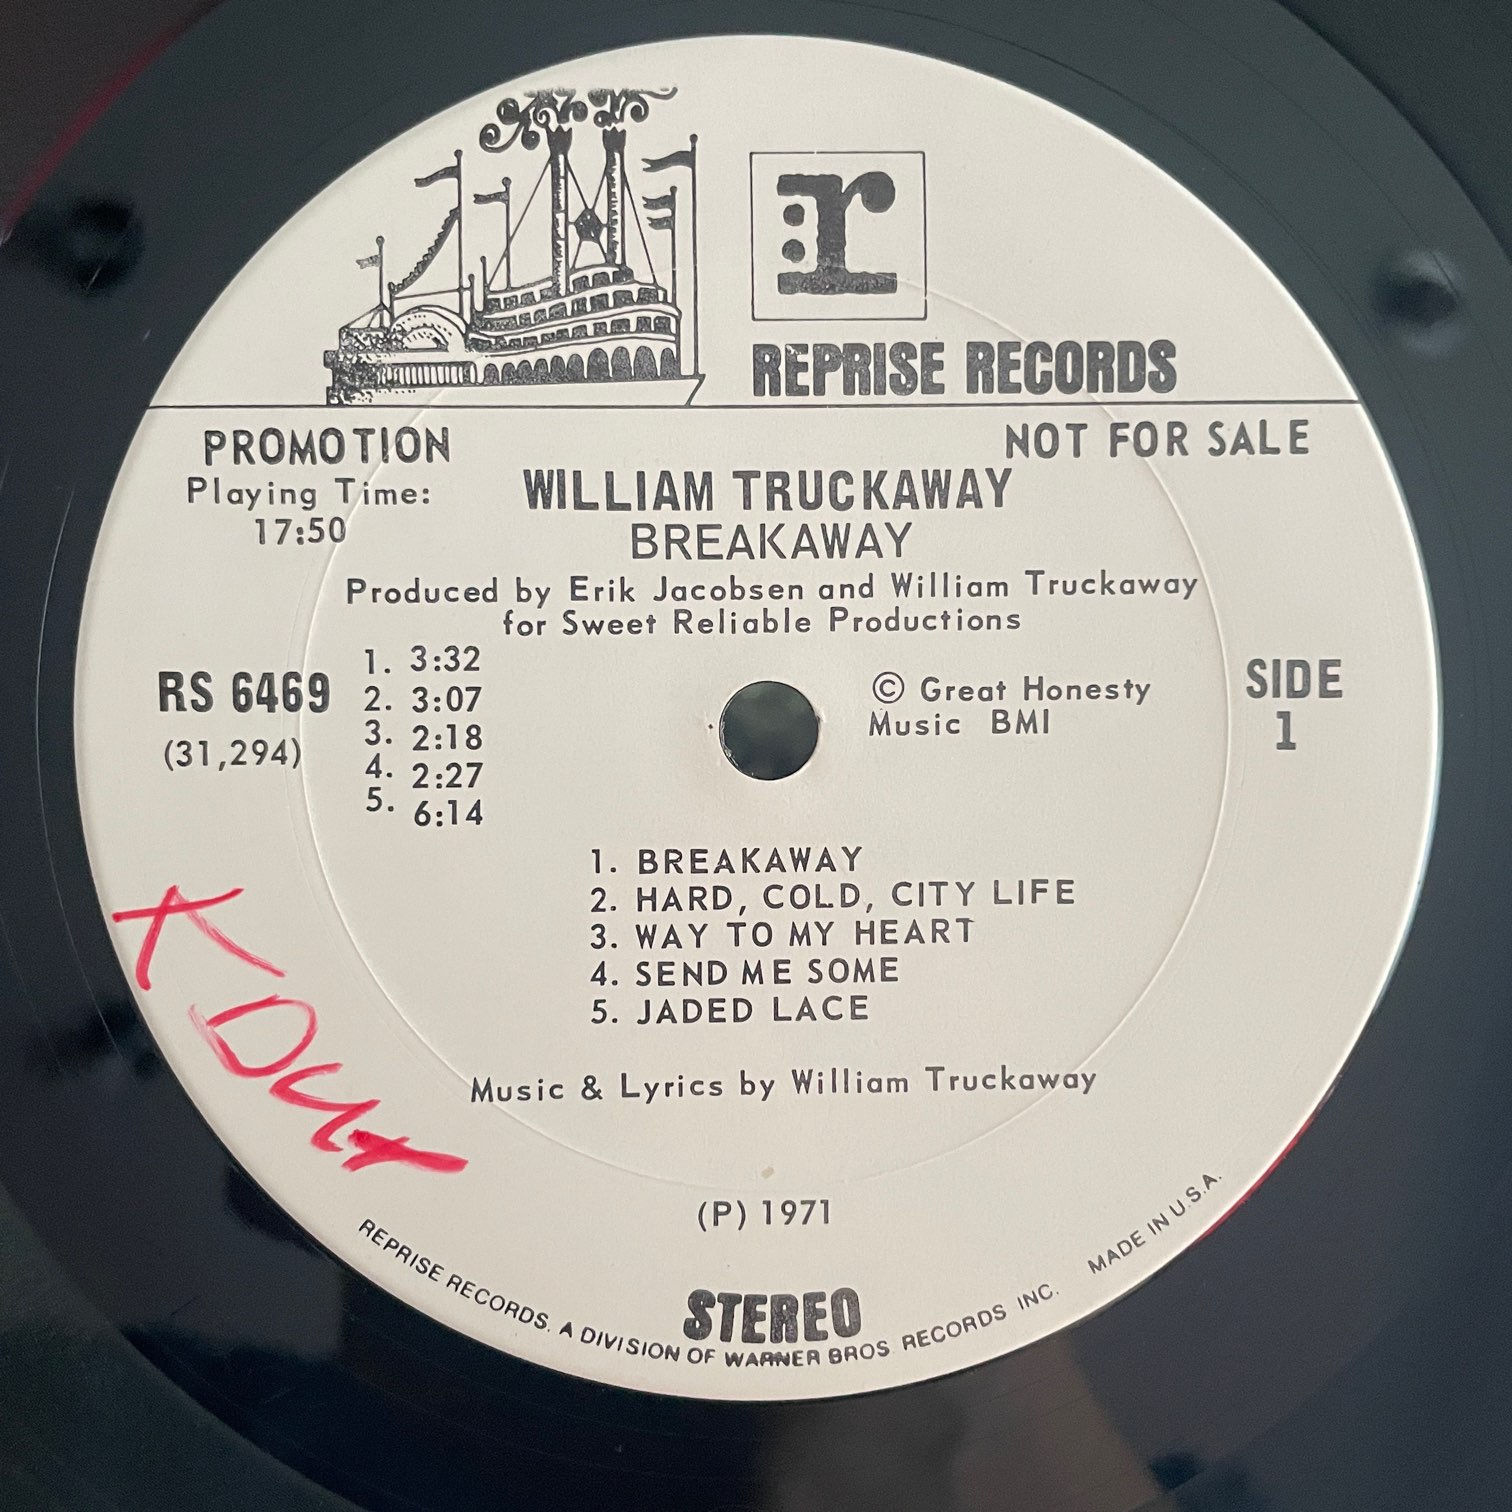 r
REPRISE RECORDS
PROMOTION
NOT FOR SALE
Playing Time:
17:50
WILLIAM TRUCKAWAY
BREAKAWAY
Produced by Erik Jacobsen and William Truckaway
for Sweet Reliable Productions
RS 6469
(31,294)
1. 3:32
2. 3:07
3. 2:18
4. 2:27
5. 6:14
© Great Honesty
Music BMI
SIDE
1
1. BREAKAWAY
2. HARD, COLD, CITY LIFE
3. WAY TO MY HEART
4. SEND ME SOME
5. JADED LACE
Music & Lyrics by William Truckaway
(P) 1971
STEREO
REPRISE RECORDS. A DIVISION OF WARNER BROS RECORDS INC. MADE IN U.S.A.